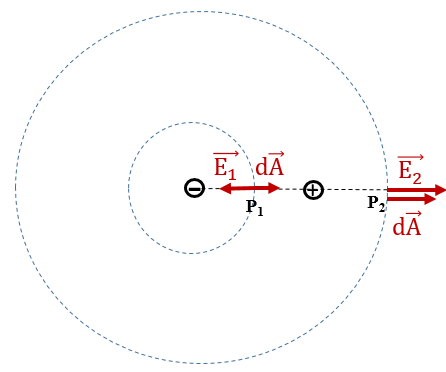 E₁⃗ dA⃗ E₂⃗
− +
P₁ P₂
dA⃗